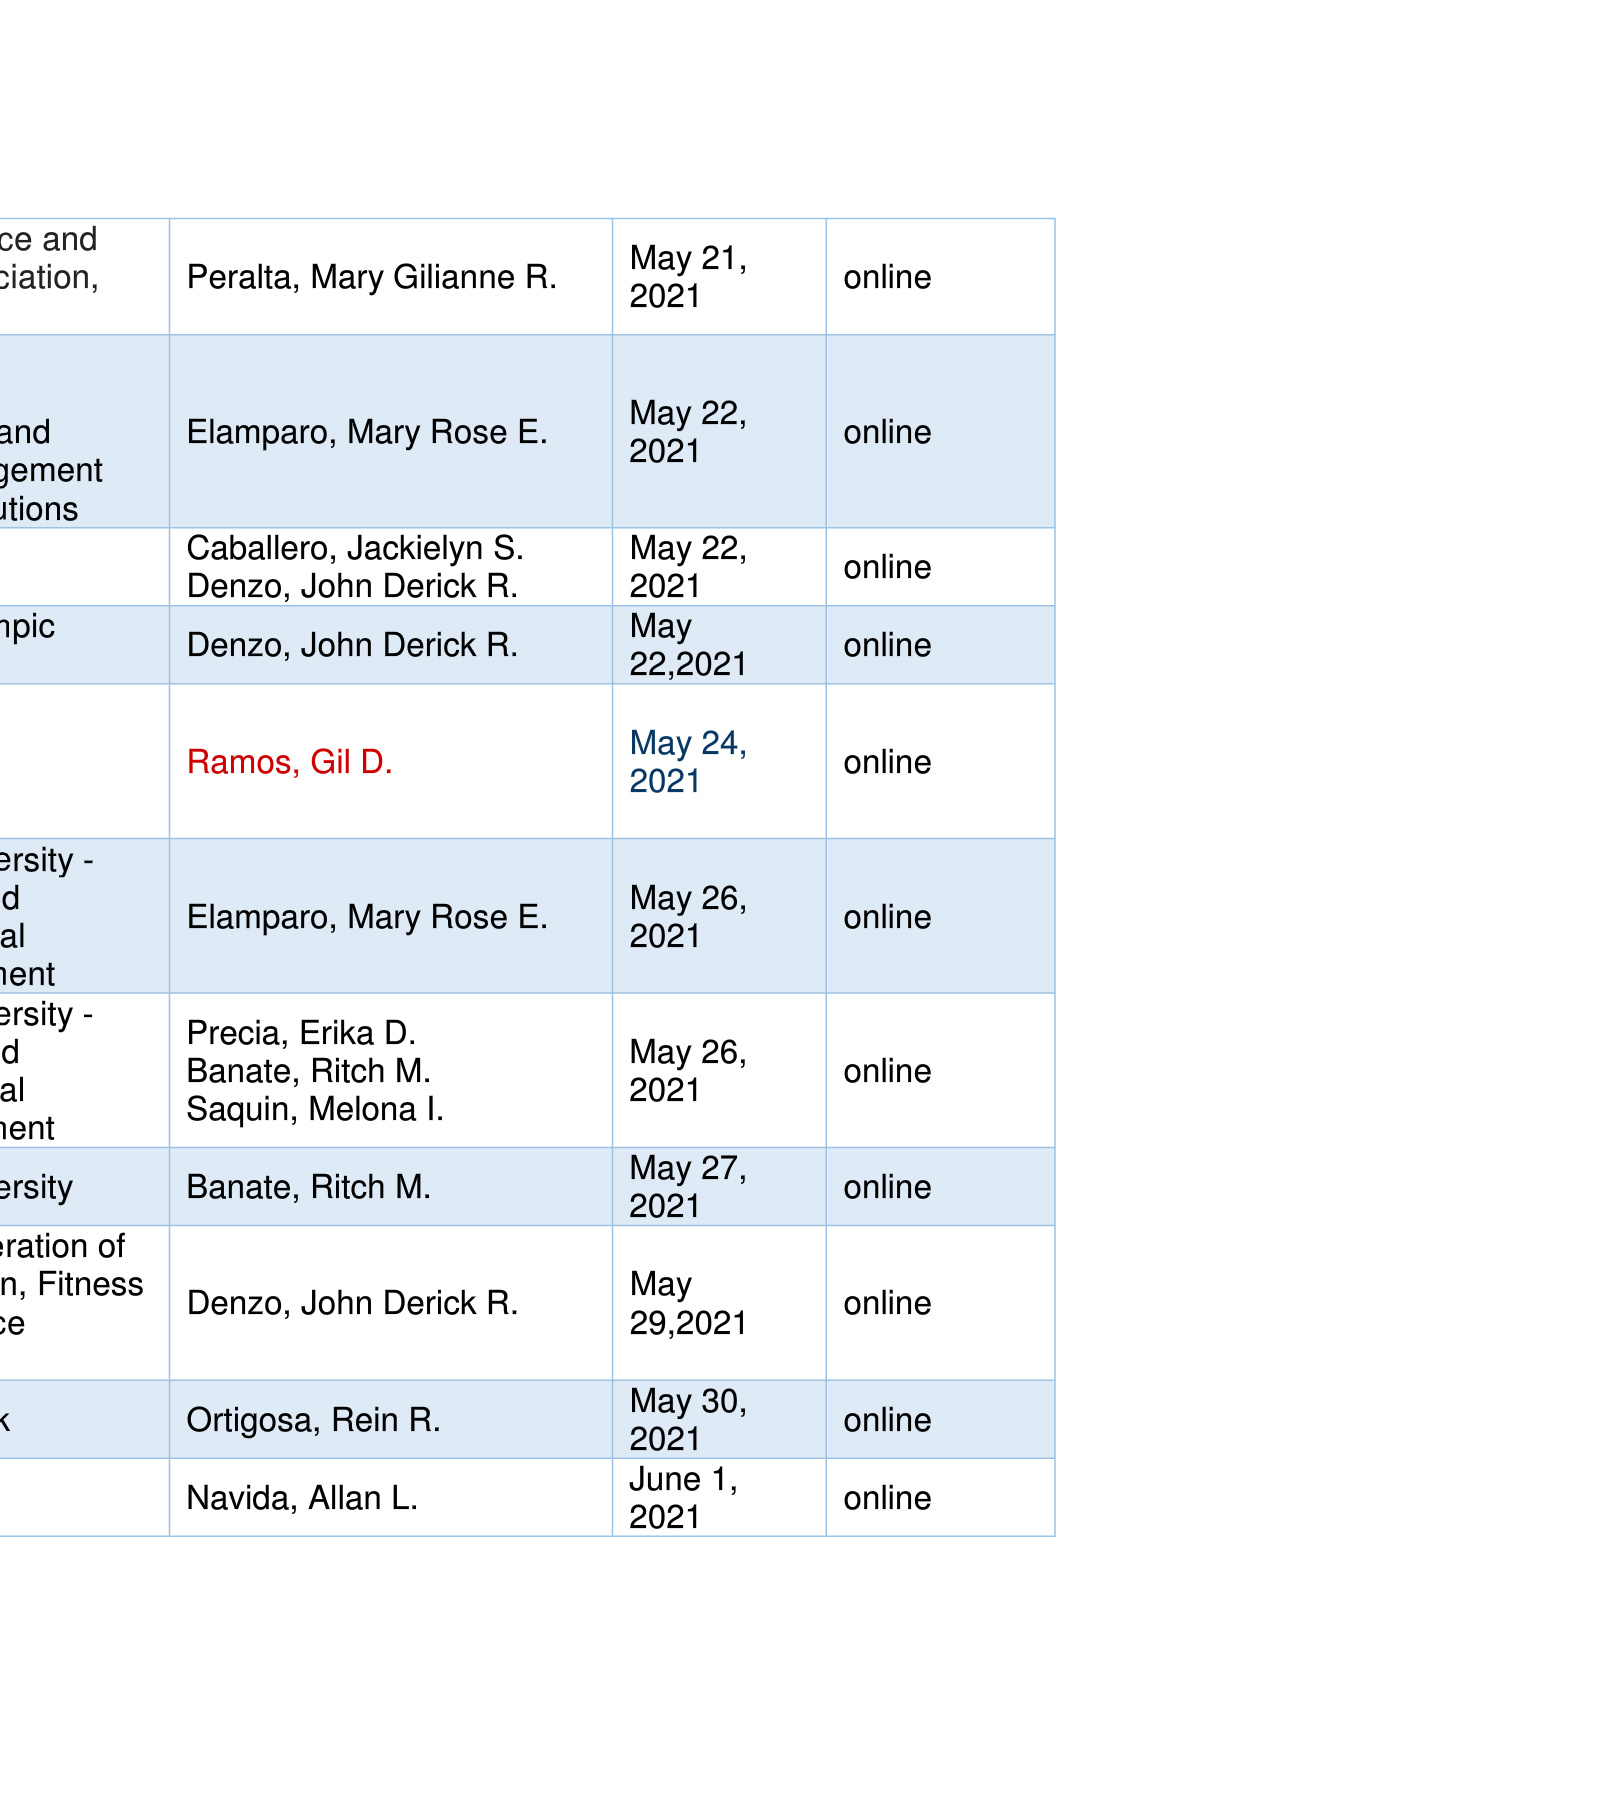 ce and
ciation,
Peralta, Mary Gilianne R.
May 21,
2021
online
and
gement
utions
Elamparo, Mary Rose E.
May 22,
2021
online
Caballero, Jackielyn S.
Denzo, John Derick R.
May 22,
2021
online
mpic
Denzo, John Derick R.
May
22,2021
online
Ramos, Gil D.
May 24,
2021
online
ersity -
d
al
ment
Elamparo, Mary Rose E.
May 26,
2021
online
ersity -
d
al
ment
Precia, Erika D.
Banate, Ritch M.
Saquin, Melona I.
May 26,
2021
online
ersity
Banate, Ritch M.
May 27,
2021
online
eration of
n, Fitness
ce
Denzo, John Derick R.
May
29,2021
online
k
Ortigosa, Rein R.
May 30,
2021
online
Navida, Allan L.
June 1,
2021
online